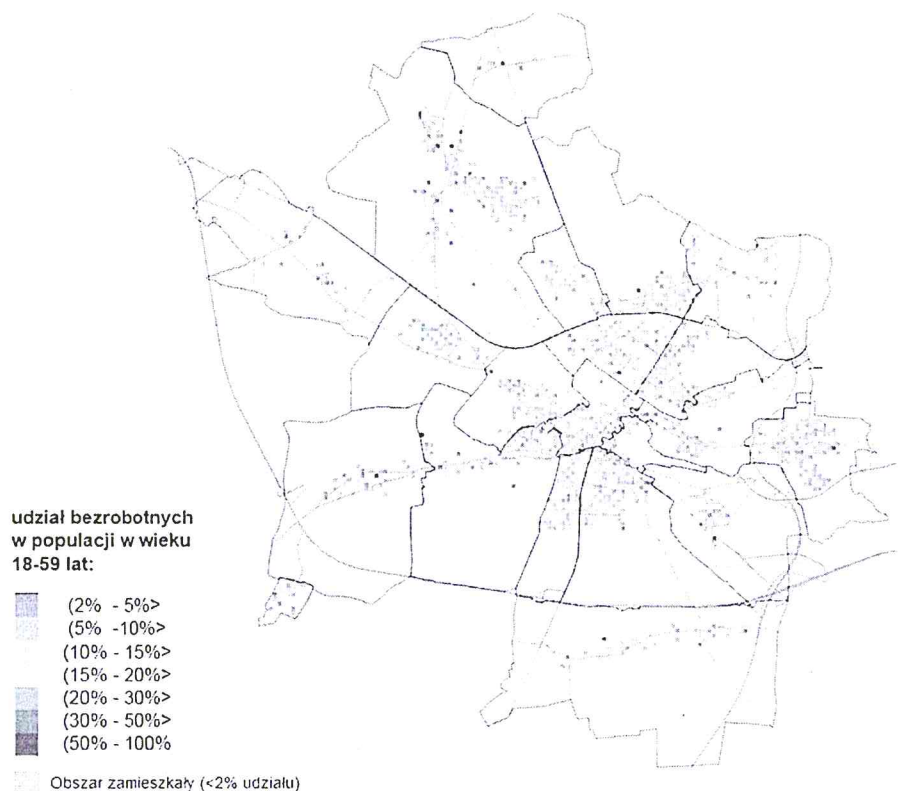 udział bezrobotnych
w populacji w wieku
18-59 lat:
(2% - 5%>
(5% -10%>
(10% - 15%>
(15% - 20%>
(20% - 30%>
(30% - 50%>
(50% - 100%
Obszar zamieszkały (<2% udziału)